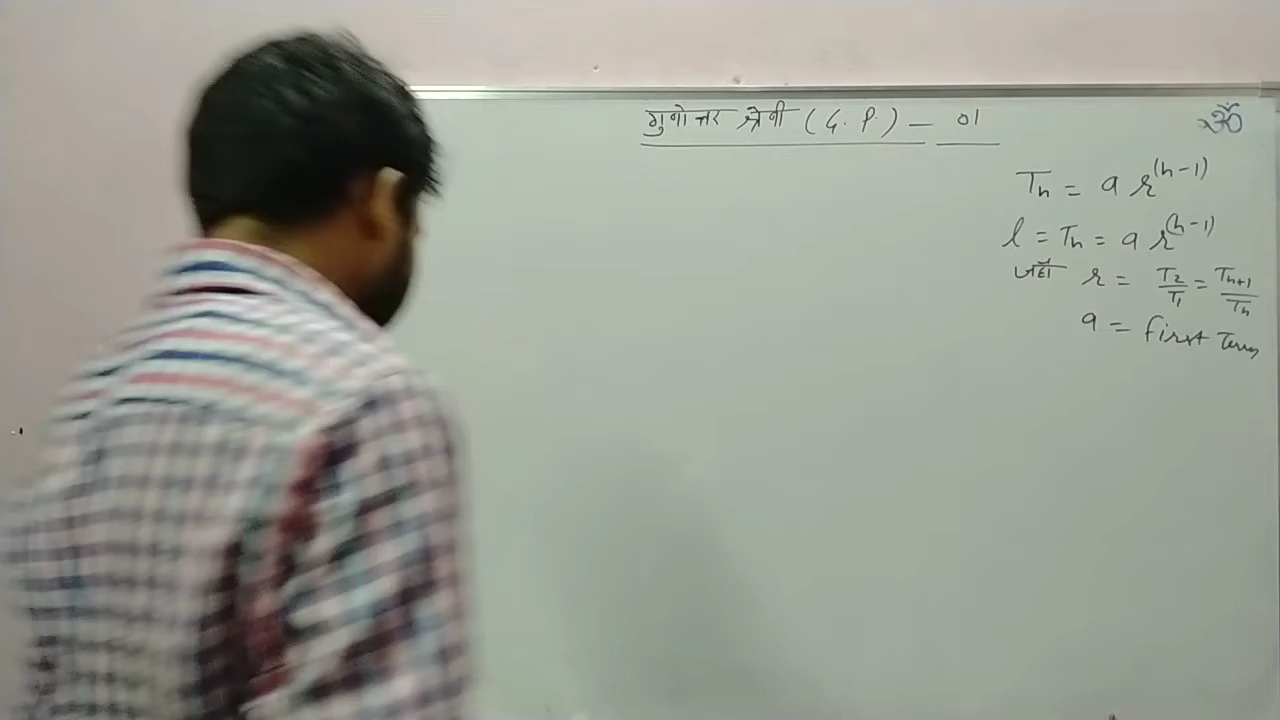 गुनोत्तर श्रेनी (G.P.) – 01
ॐ
Tn = a r^(n-1)
l = Tn = a r^(n-1)
जहाँ r = T2/T1 = Tn+1/Tn
a = first Term